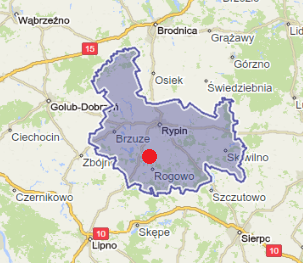 Wąbrzeźno
Brodnica
Grążawy
15
Górzno
Osiek
Świedziebnia
Golub-Dobrzyń
Ciechocin
Rypin
Brzuze
Zbójno
Skrwilno
Rogowo
Czernikowo
Szczutowo
Skępe
10
Lipno
Sierpc
10